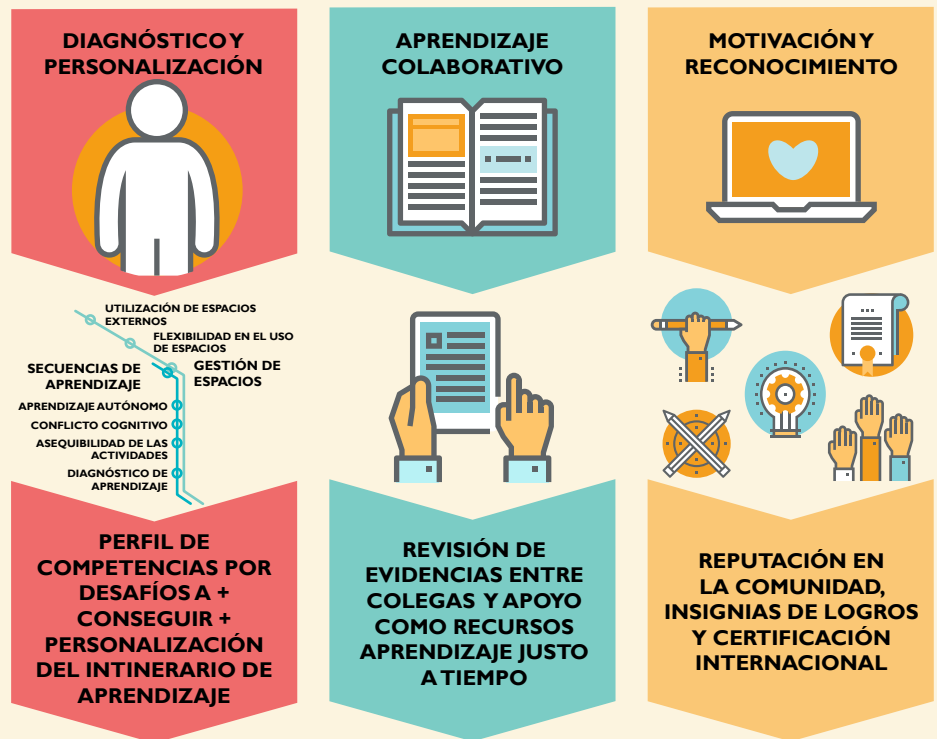 DIAGNÓSTICO Y
PERSONALIZACIÓN
UTILIZACIÓN DE ESPACIOS
EXTERNOS
FLEXIBILIDAD EN EL USO
DE ESPACIOS
SECUENCIAS DE
APRENDIZAJE
GESTIÓN DE
ESPACIOS
APRENDIZAJE AUTÓNOMO
CONFLICTO COGNITIVO
ASEQUIBILIDAD DE LAS
ACTIVIDADES
DIAGNÓSTICO DE
APRENDIZAJE
PERFIL DE
COMPETENCIAS POR
DESAFÍOS A +
CONSEGUIR +
PERSONALIZACIÓN
DEL INTINERARIO DE
APRENDIZAJE
APRENDIZAJE
COLABORATIVO
REVISIÓN DE
EVIDENCIAS ENTRE
COLEGAS Y APOYO
COMO RECURSOS
APRENDIZAJE JUSTO
A TIEMPO
MOTIVACIÓN Y
RECONOCIMIENTO
REPUTACIÓN EN
LA COMUNIDAD,
INSIGNIAS DE LOGROS
Y CERTIFICACIÓN
INTERNACIONAL